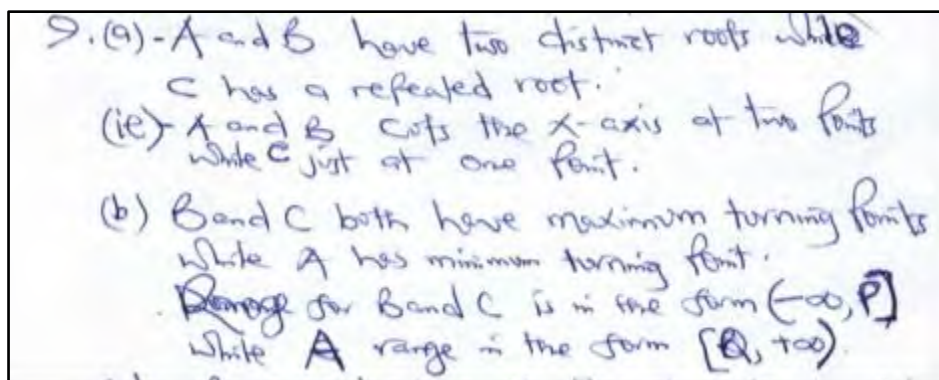 9. (a) - A and B have two distinct roots while
C has a repeated root.
(ie) - A and B cuts the x-axis at two points
while C just at one point.
(b) B and C both have maximum turning points
while A has minimum turning point.
Range for B and C is in the form (-∞, P]
while A range in the form [Q, +∞).